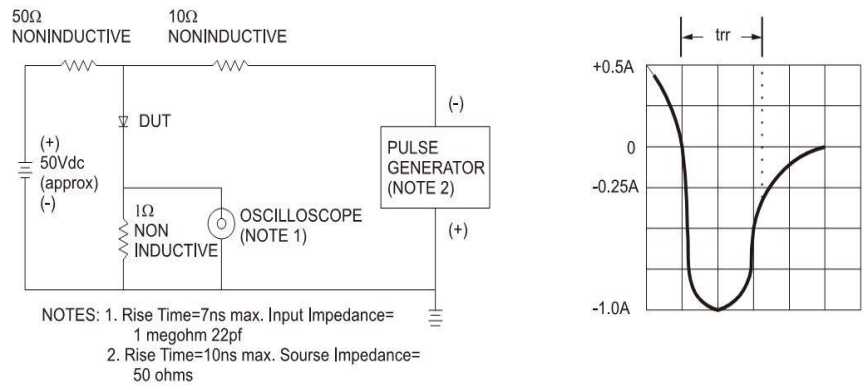 50Ω
NONINDUCTIVE
10Ω
NONINDUCTIVE
DUT
(+)
50Vdc
(approx)
(-)
1Ω
NON
INDUCTIVE
OSCILLOSCOPE
(NOTE 1)
(-)
PULSE
GENERATOR
(NOTE 2)
(+)
NOTES: 1. Rise Time=7ns max. Input Impedance=
1 megohm 22pf
2. Rise Time=10ns max. Sourse Impedance=
50 ohms
trr
+0.5A
0
-0.25A
-1.0A